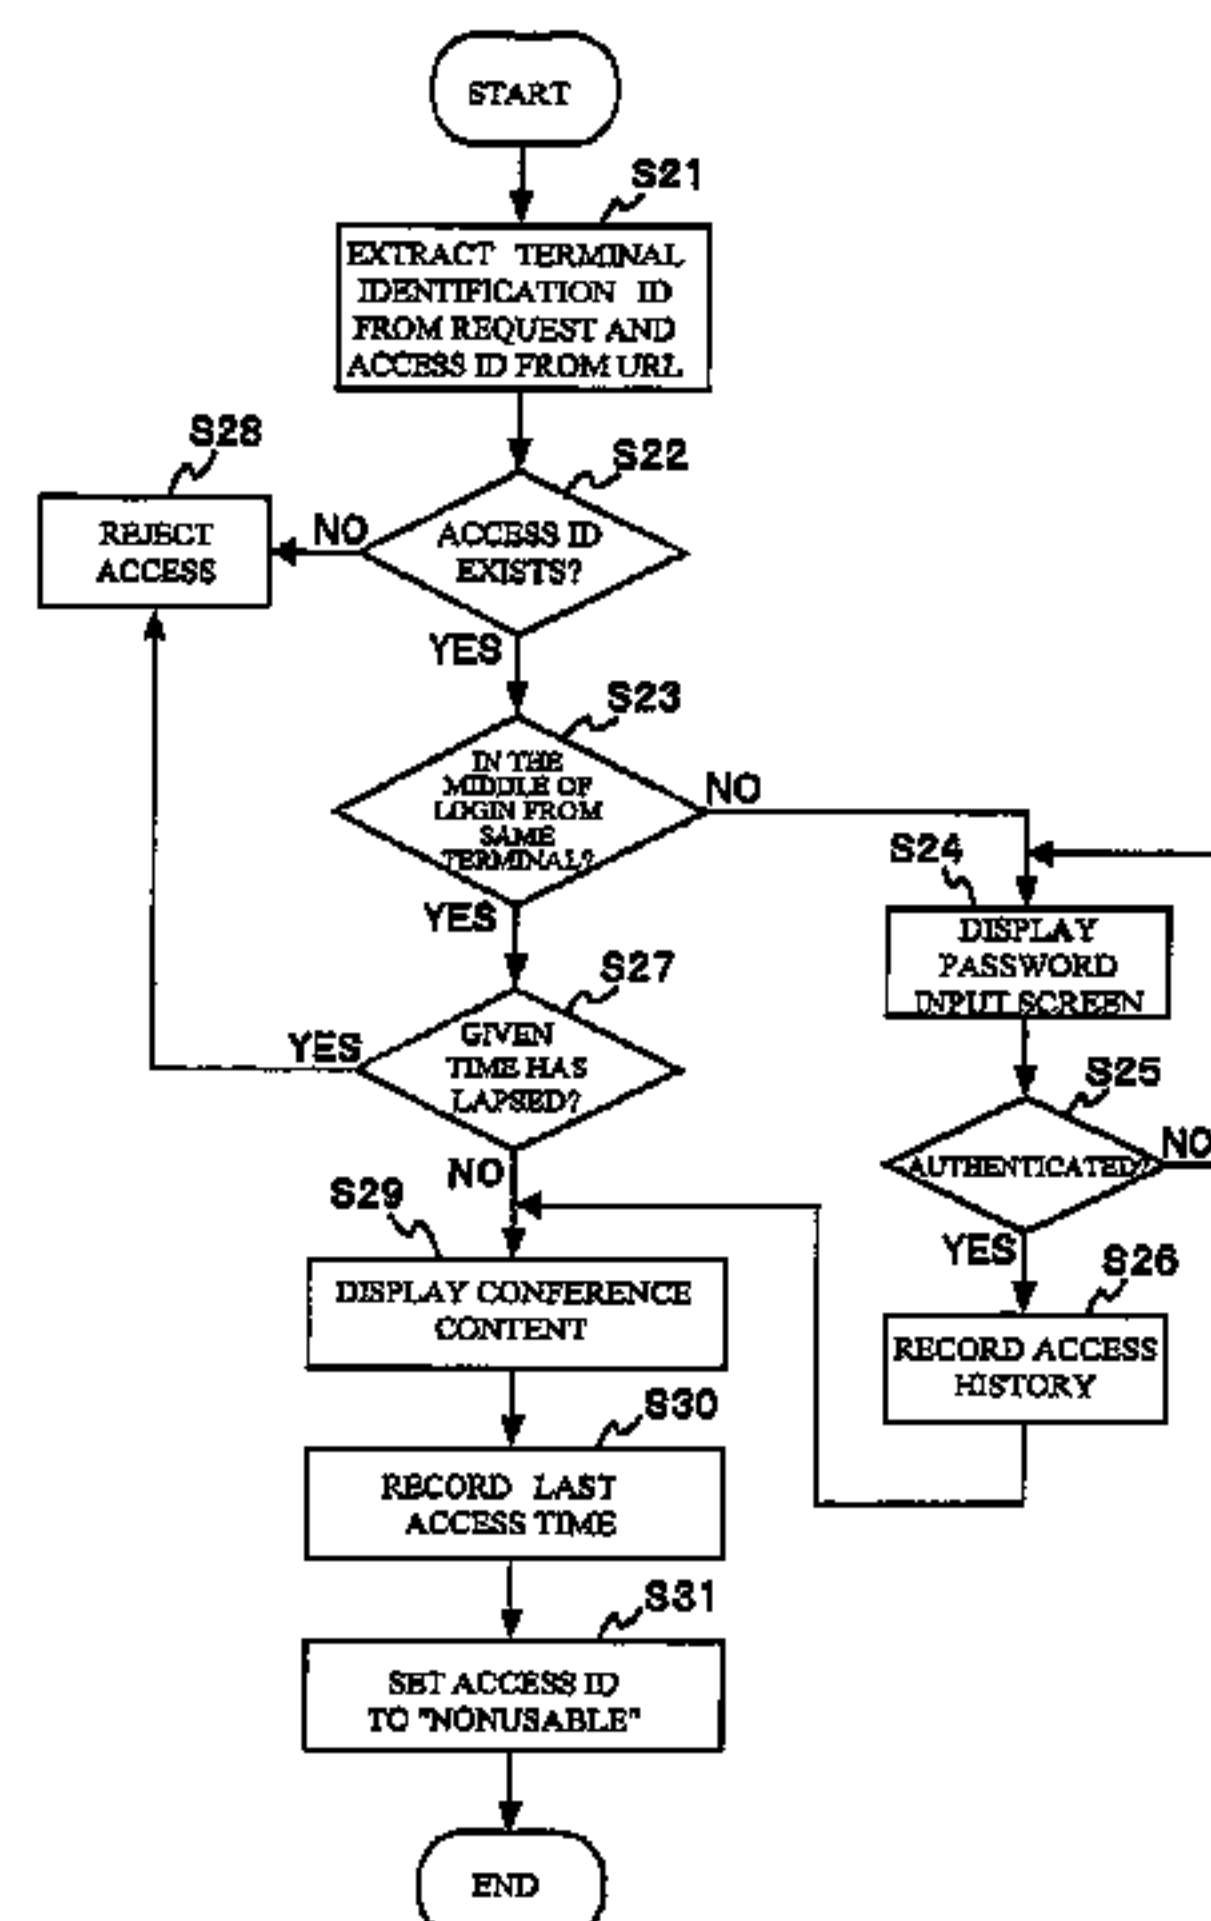 START
S21
EXTRACT TERMINAL
IDENTIFICATION ID
FROM REQUEST AND
ACCESS ID FROM URL
S28
REJECT
ACCESS
NO
S22
ACCESS ID
EXISTS?
YES
S23
IN THE
MIDDLE OF
LOGIN FROM
SAME
TERMINAL?
NO
YES
S24
DISPLAY
PASSWORD
INPUT SCREEN
S27
GIVEN
TIME HAS
LAPSED?
YES
NO
S25
AUTHENTICATED?
NO
YES
S26
RECORD ACCESS
HISTORY
S29
DISPLAY CONFERENCE
CONTENT
S30
RECORD LAST
ACCESS TIME
S31
SET ACCESS ID
TO "NONUSABLE"
END